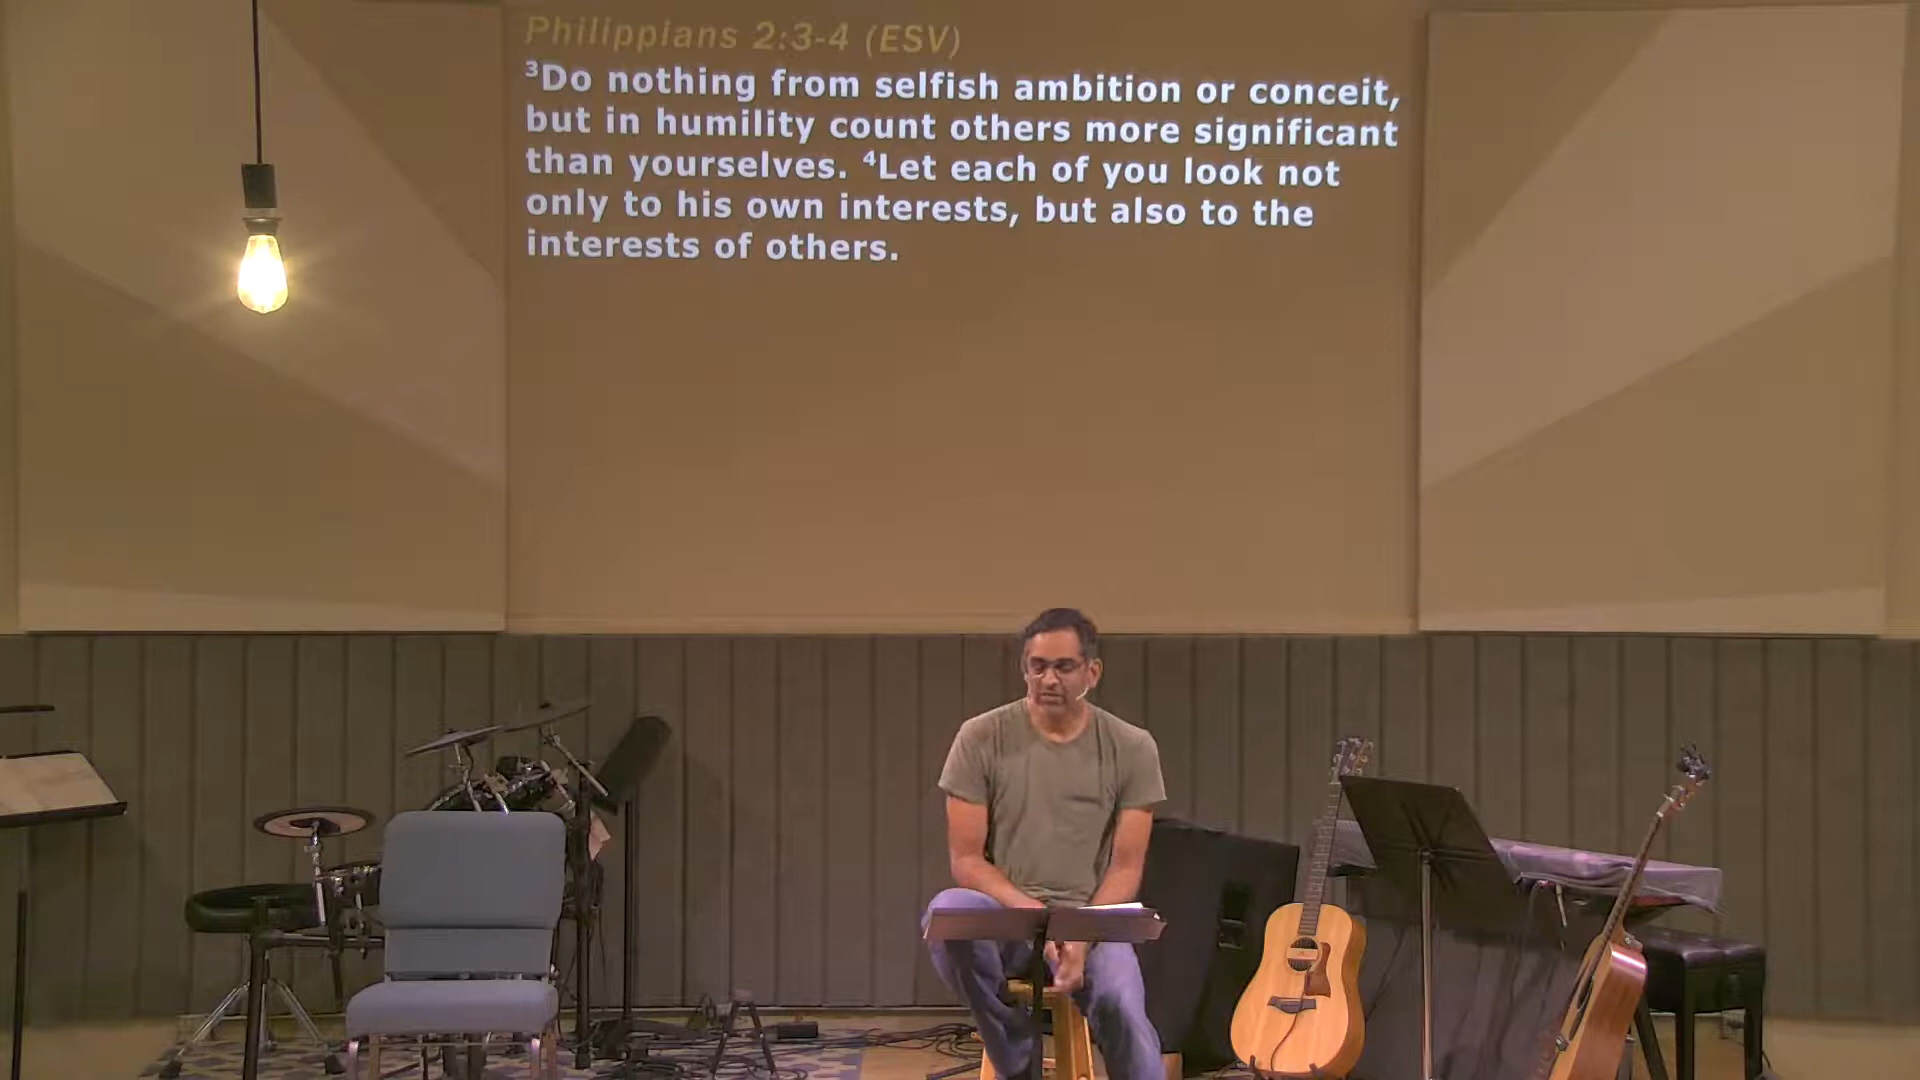 Philippians 2:3-4 (ESV)
³Do nothing from selfish ambition or conceit,
but in humility count others more significant
than yourselves. ⁴Let each of you look not
only to his own interests, but also to the
interests of others.